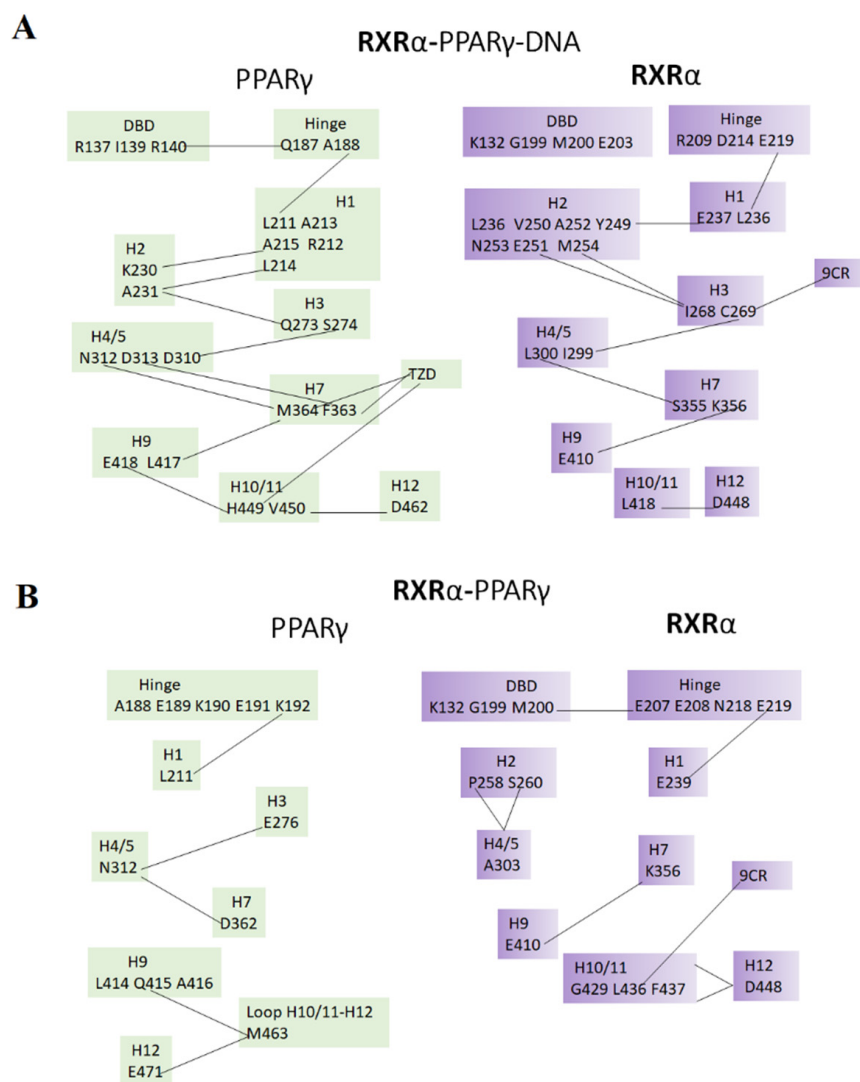 A
RXRα-PPARγ-DNA
PPARγ
RXRα
DBD
R137 I139 R140
Hinge
Q187 A188
H1
L211 A213
A215 R212
L214
H2
K230
A231
H3
Q273 S274
H4/5
N312 D313 D310
TZD
H7
M364 F363
H9
E418 L417
H10/11
H449 V450
H12
D462
DBD
K132 G199 M200 E203
Hinge
R209 D214 E219
H2
L236 V250 A252 Y249
N253 E251 M254
H1
E237 L236
9CR
H3
I268 C269
H4/5
L300 I299
H7
S355 K356
H9
E410
H10/11
L418
H12
D448
B
RXRα-PPARγ
PPARγ
RXRα
Hinge
A188 E189 K190 E191 K192
H1
L211
H3
E276
H4/5
N312
H7
D362
H9
L414 Q415 A416
Loop H10/11-H12
M463
H12
E471
DBD
K132 G199 M200
Hinge
E207 E208 N218 E219
H2
P258 S260
H1
E239
H4/5
A303
H7
K356
9CR
H9
E410
H10/11
G429 L436 F437
H12
D448